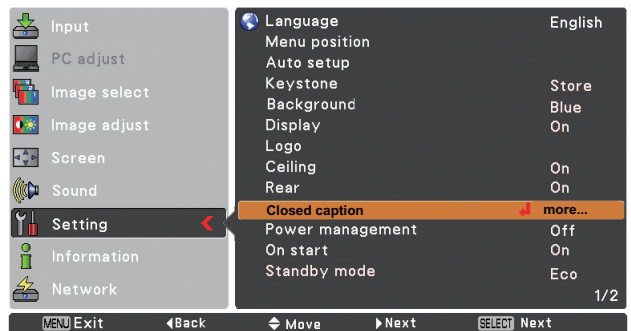 Input
PC adjust
Image select
Image adjust
Screen
Sound
Setting
Information
Network
Language English
Menu position
Auto setup
Keystone Store
Background Blue
Display On
Logo
Ceiling On
Rear On
Closed caption more...
Power management Off
On start On
Standby mode Eco
1/2
MENU Exit Back Move Next SELECT Next